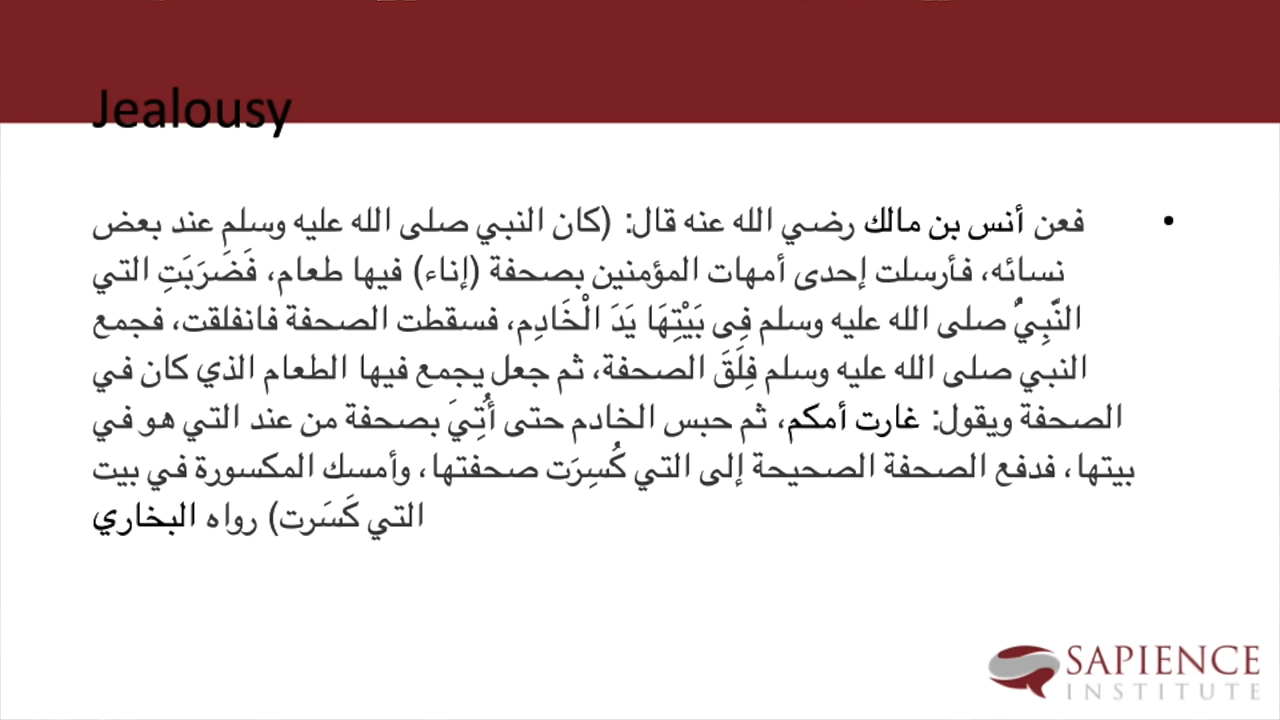 Jealousy
• فعن أنس بن مالك رضي الله عنه قال: (كان النبي صلى الله عليه وسلم عند بعض
نسائه، فأرسلت إحدى أمهات المؤمنين بصحفة (إناء) فيها طعام، فَضَرَبَتِ التي
النَّبِيُّ صلى الله عليه وسلم فِى بَيْتِهَا يَدَ الْخَادِم، فسقطت الصحفة فانفلقت، فجمع
النبي صلى الله عليه وسلم فِلَقَ الصحفة، ثم جعل يجمع فيها الطعام الذي كان في
الصحفة ويقول: غارت أمكم، ثم حبس الخادم حتى أُتِيَ بصحفة من عند التي هو في
بيتها، فدفع الصحفة الصحيحة إلى التي كُسِرَت صحفتها، وأمسك المكسورة في بيت
التي كَسَرت) رواه البخاري
SAPIENCE
INSTITUTE